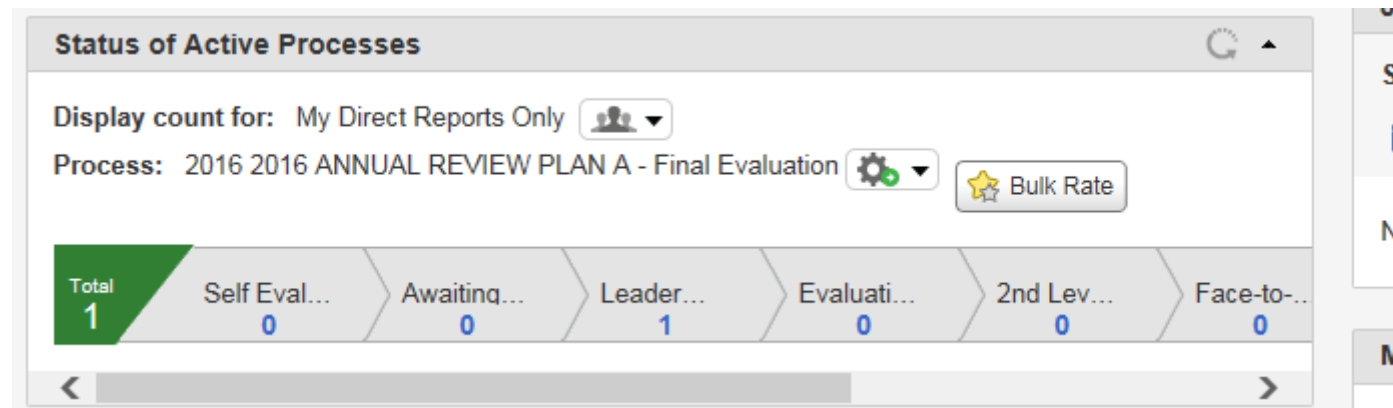 Status of Active Processes
Display count for: My Direct Reports Only
Process: 2016 2016 ANNUAL REVIEW PLAN A - Final Evaluation
Bulk Rate
Total
1
Self Eval...
0
Awaiting...
0
Leader...
1
Evaluati...
0
2nd Lev...
0
Face-to-...
0